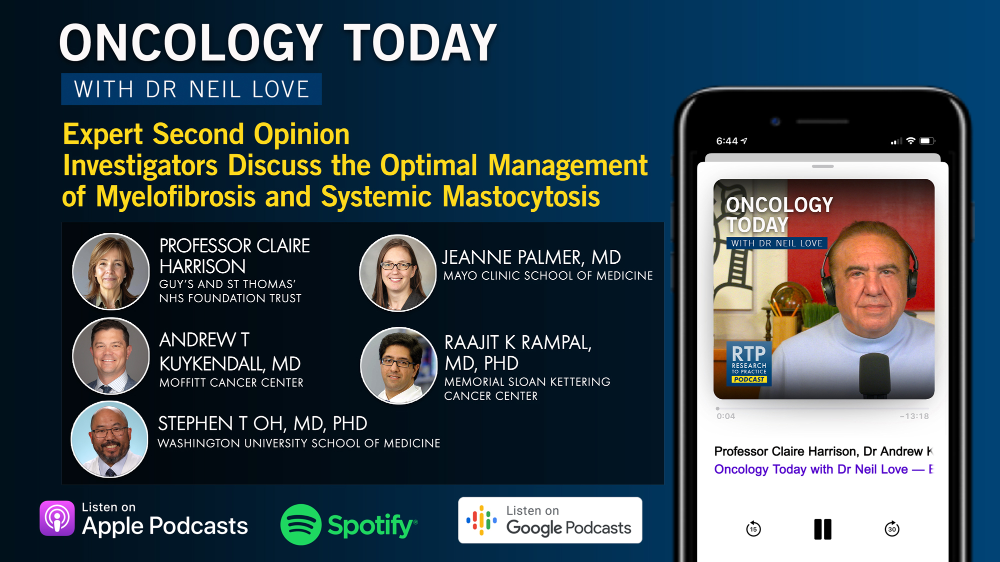 ONCOLOGY TODAY
WITH DR NEIL LOVE
Expert Second Opinion
Investigators Discuss the Optimal Management
of Myelofibrosis and Systemic Mastocytosis
PROFESSOR CLAIRE
HARRISON
GUY'S AND ST THOMAS'
NHS FOUNDATION TRUST
JEANNE PALMER, MD
MAYO CLINIC SCHOOL OF MEDICINE
ANDREW T
KUYKENDALL, MD
MOFFITT CANCER CENTER
RAAJIT K RAMPAL,
MD, PHD
MEMORIAL SLOAN KETTERING
CANCER CENTER
STEPHEN T OH, MD, PHD
WASHINGTON UNIVERSITY SCHOOL OF MEDICINE
Listen on
Apple Podcasts
Spotify®
Listen on
Google Podcasts
6:44
ONCOLOGY
TODAY
WITH DR NEIL LOVE
RTP
RESEARCH
TO PRACTICE
PODCAST
0:04
−13:18
Professor Claire Harrison, Dr Andrew K
Oncology Today with Dr Neil Love — E
15
30